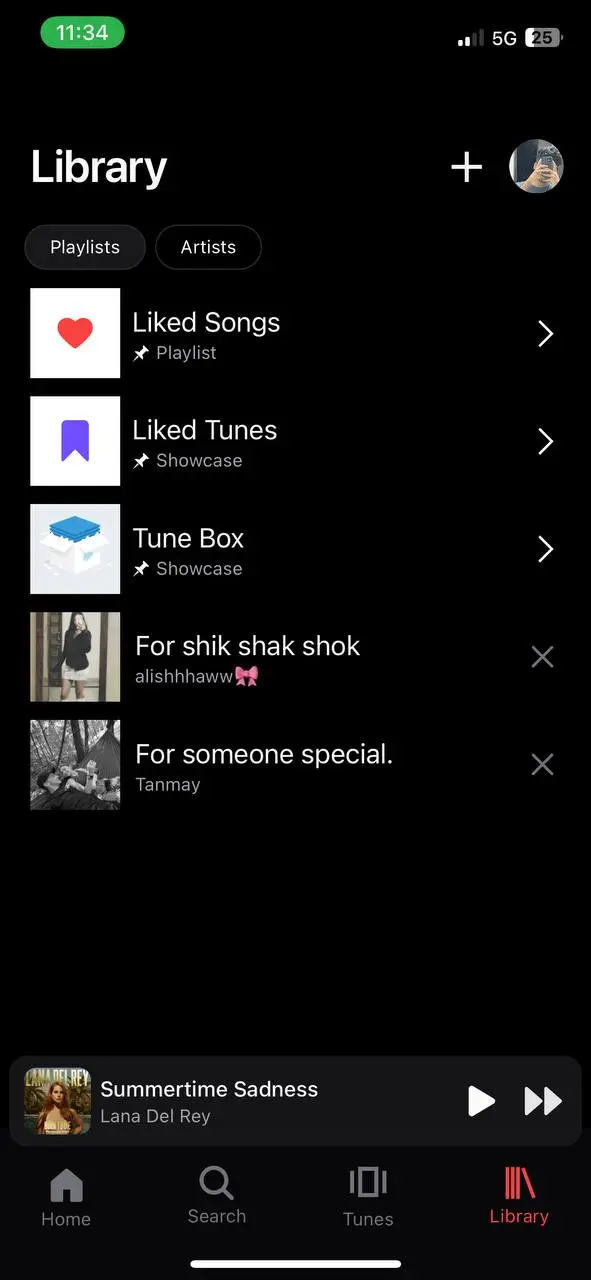 11:34
5G 25
Library
Playlists Artists
Liked Songs
Playlist
Liked Tunes
Showcase
Tune Box
Showcase
For shik shak shok
alishhhaww🎀
For someone special.
Tanmay
LANA DEL REY
Summertime Sadness
Lana Del Rey
Home Search Tunes Library